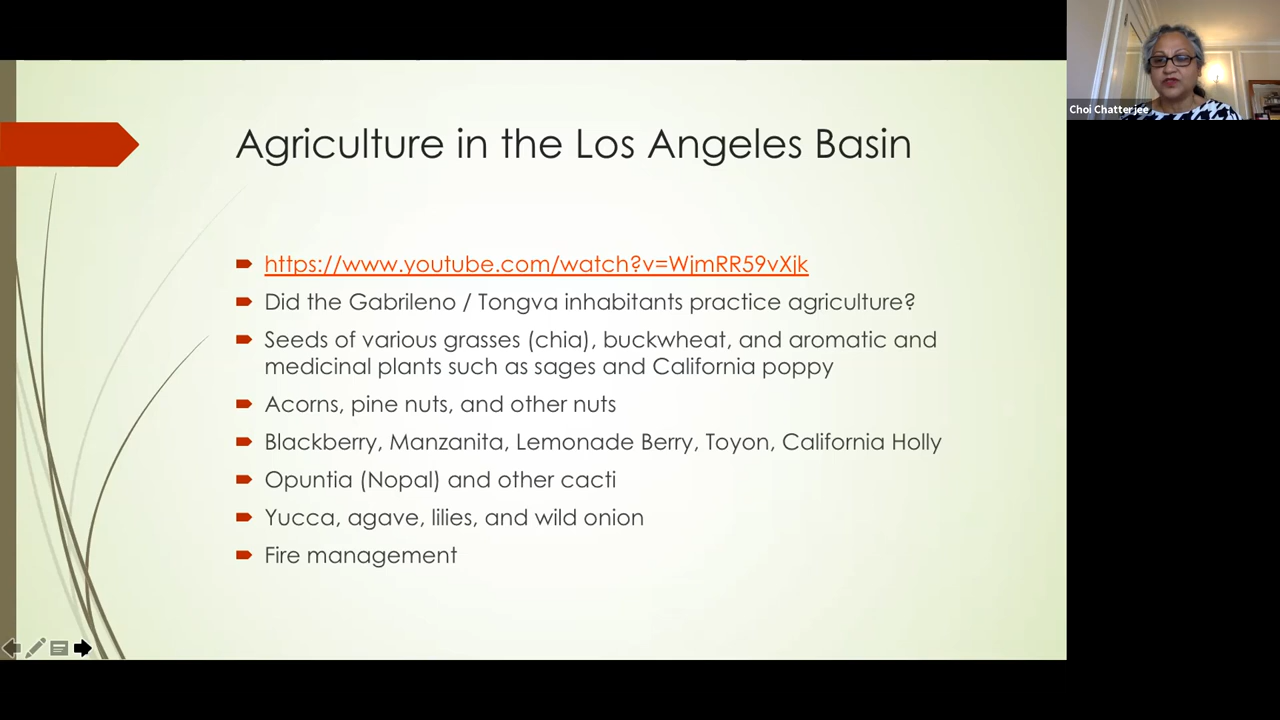 Agriculture in the Los Angeles Basin
https://www.youtube.com/watch?v=WjmRR59vXjk
Did the Gabrileno / Tongva inhabitants practice agriculture?
Seeds of various grasses (chia), buckwheat, and aromatic and
medicinal plants such as sages and California poppy
Acorns, pine nuts, and other nuts
Blackberry, Manzanita, Lemonade Berry, Toyon, California Holly
Opuntia (Nopal) and other cacti
Yucca, agave, lilies, and wild onion
Fire management
Choi Chatterjee